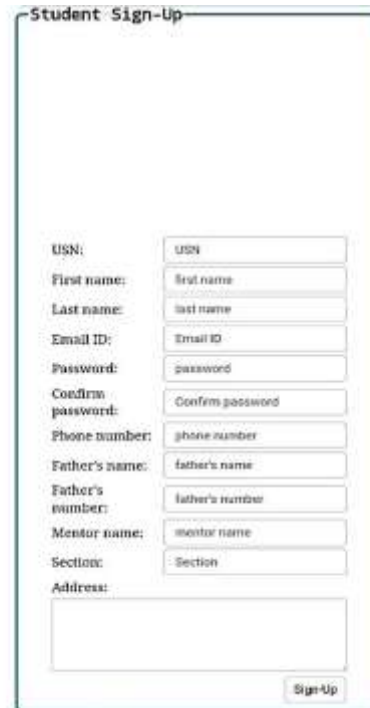 Student Sign-Up
USN: USN
First name: first name
Last name: last name
Email ID: Email ID
Password: password
Confirm
password: Confirm password
Phone number: phone number
Father's name: father's name
Father's
number: father's number
Mentor name: mentor name
Section: Section
Address:
Sign-Up